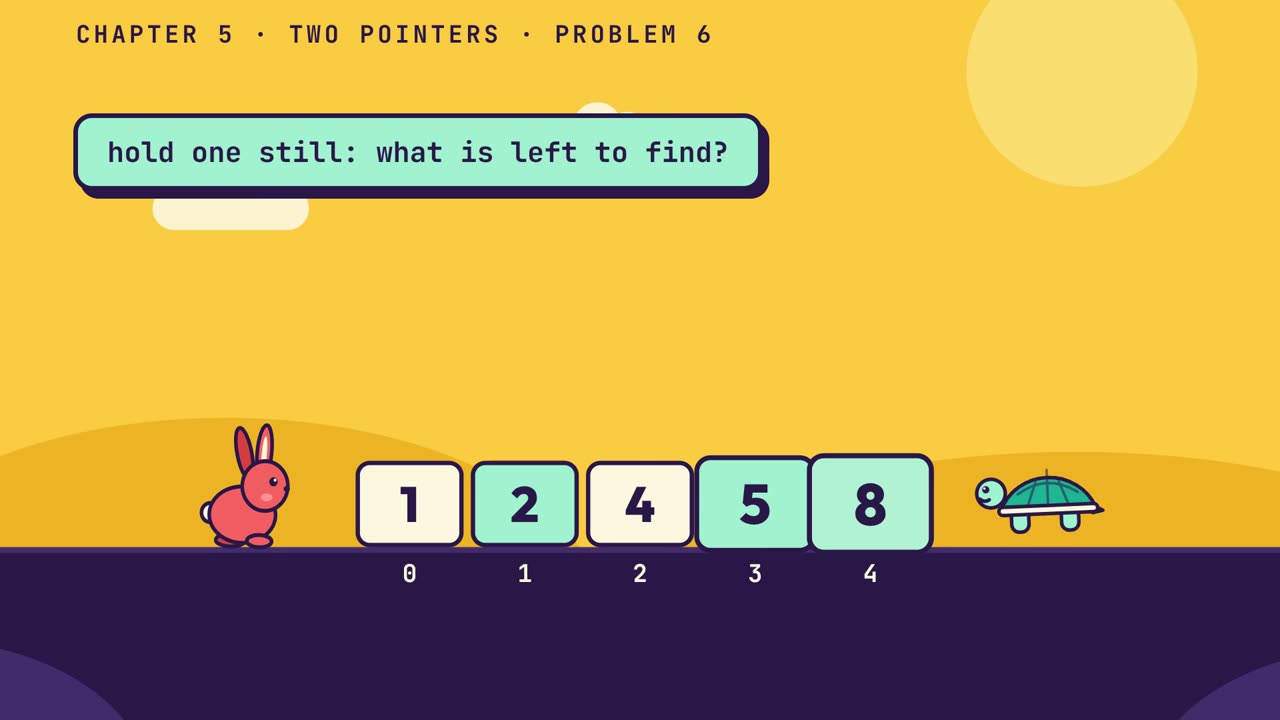 CHAPTER 5 · TWO POINTERS · PROBLEM 6
hold one still: what is left to find?
1 2 4 5 8
0 1 2 3 4